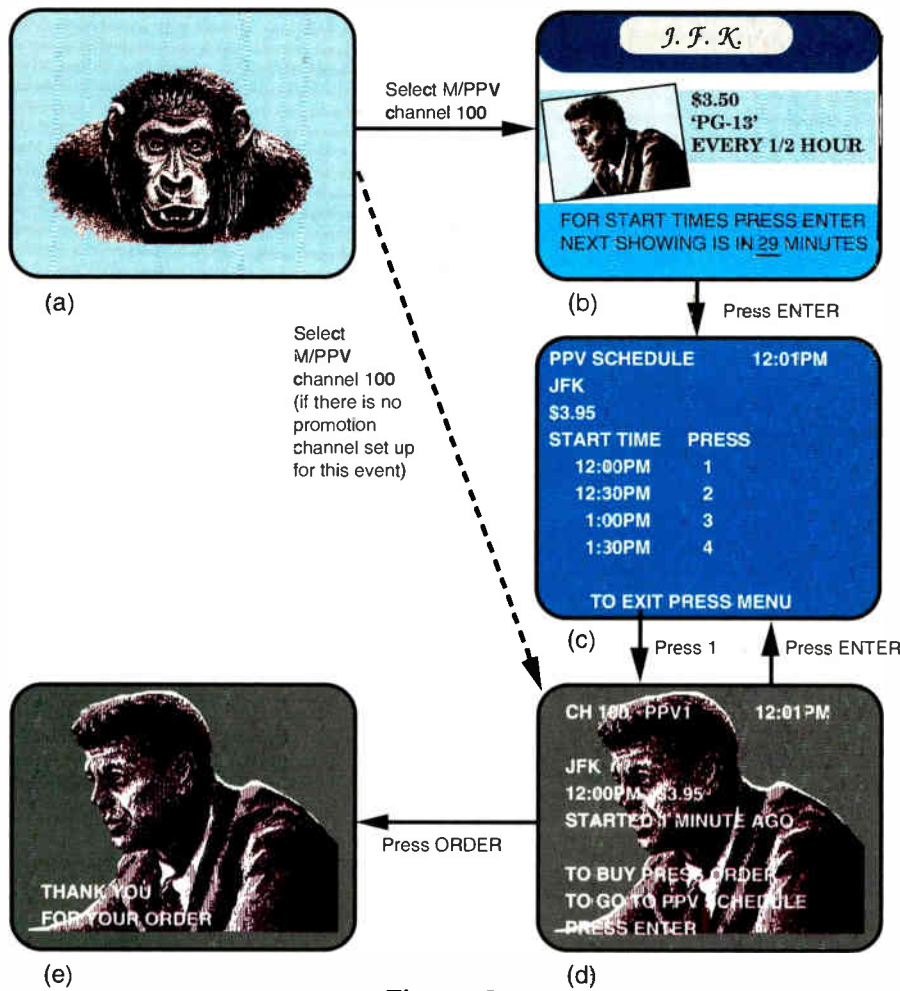 Select M/PPV
channel 100
(a)
J. F. K.
$3.50
'PG-13'
EVERY 1/2 HOUR
FOR START TIMES PRESS ENTER
NEXT SHOWING IS IN 29 MINUTES
(b)
Press ENTER
Select
M/PPV
channel 100
(if there is no
promotion
channel set up
for this event)
PPV SCHEDULE 12:01PM
JFK
$3.95
START TIME PRESS
12:00PM 1
12:30PM 2
1:00PM 3
1:30PM 4
TO EXIT PRESS MENU
(c)
Press 1
Press ENTER
CH 100 PPV1 12:01PM
JFK
12:00PM $3.95
STARTED 1 MINUTE AGO
TO BUY PRESS ORDER
TO GO TO PPV SCHEDULE
PRESS ENTER
(d)
Press ORDER
THANK YOU
FOR YOUR ORDER
(e)